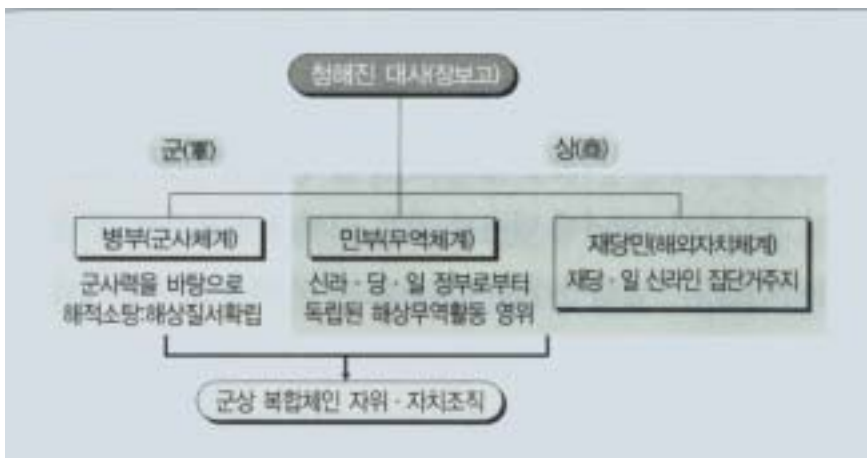 청해진 대사(장보고)
군(軍)
상(商)
병부(군사체계)
군사력을 바탕으로
해적소탕:해상질서확립
민부(무역체계)
신라 · 당 · 일 정부로부터
독립된 해상무역활동 영위
재당민(해외자치체계)
재당 · 일 신라인 집단거주지
군상 복합체인 자위 · 자치조직